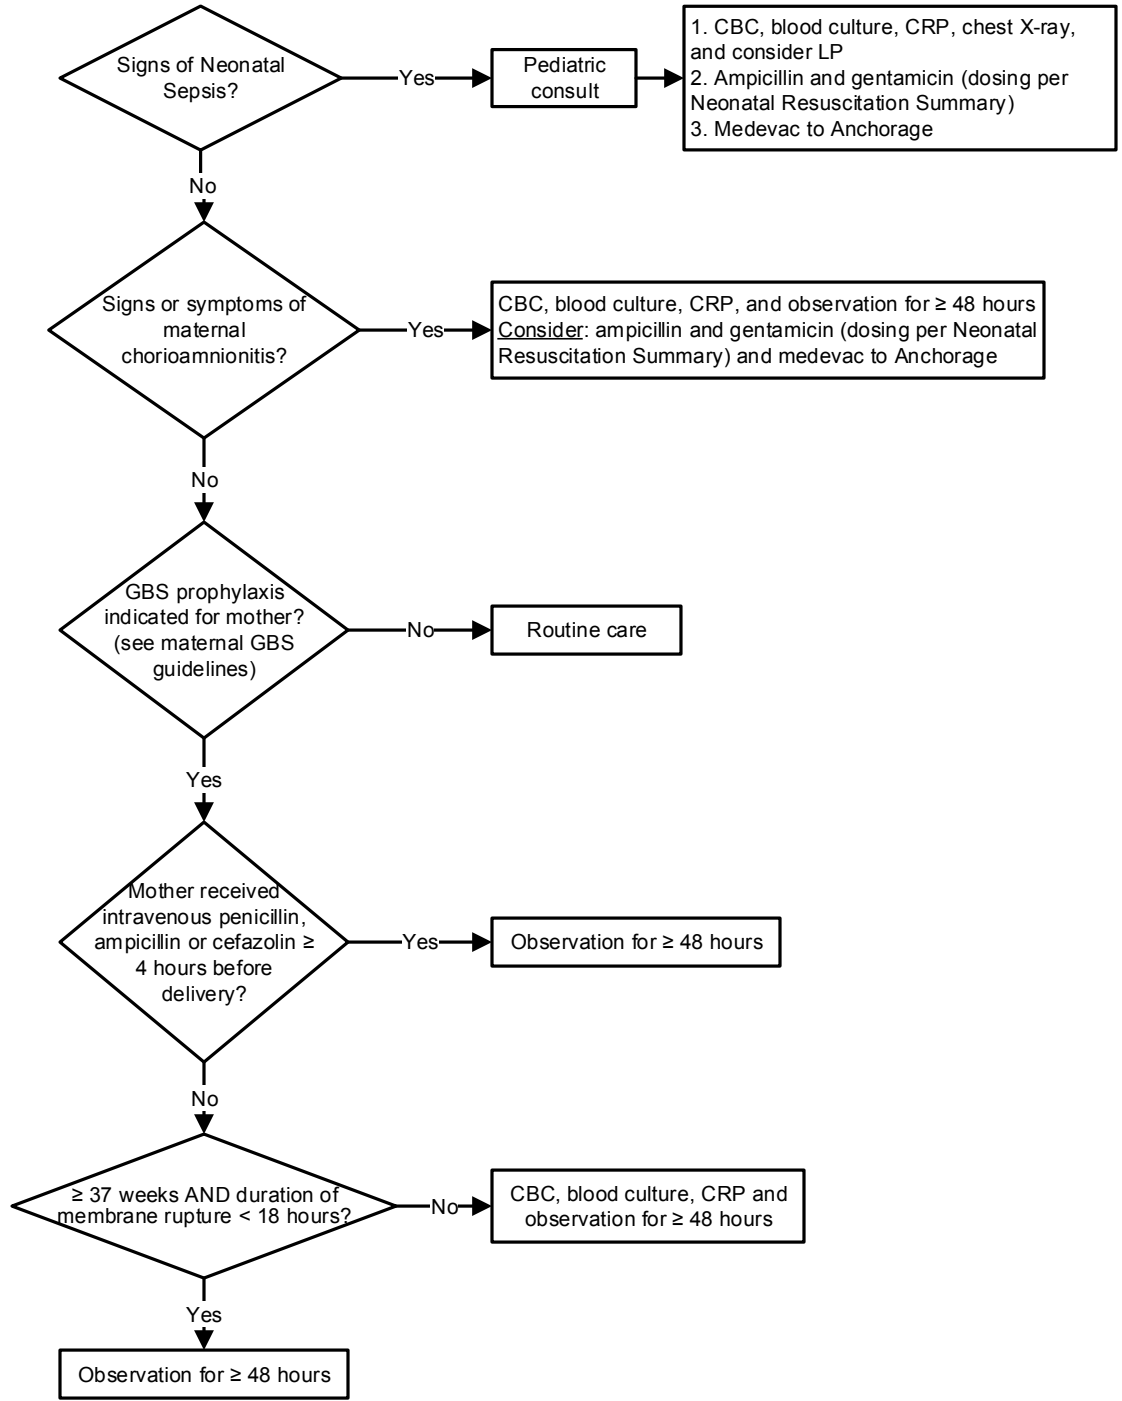 Signs of Neonatal
Sepsis?
Yes
Pediatric
consult
1. CBC, blood culture, CRP, chest X-ray,
and consider LP
2. Ampicillin and gentamicin (dosing per
Neonatal Resuscitation Summary)
3. Medevac to Anchorage
No
Signs or symptoms of
maternal
chorioamnionitis?
Yes
CBC, blood culture, CRP, and observation for ≥ 48 hours
Consider: ampicillin and gentamicin (dosing per Neonatal
Resuscitation Summary) and medevac to Anchorage
No
GBS prophylaxis
indicated for mother?
(see maternal GBS
guidelines)
No
Routine care
Yes
Mother received
intravenous penicillin,
ampicillin or cefazolin ≥
4 hours before
delivery?
Yes
Observation for ≥ 48 hours
No
≥ 37 weeks AND duration of
membrane rupture < 18 hours?
No
CBC, blood culture, CRP and
observation for ≥ 48 hours
Yes
Observation for ≥ 48 hours